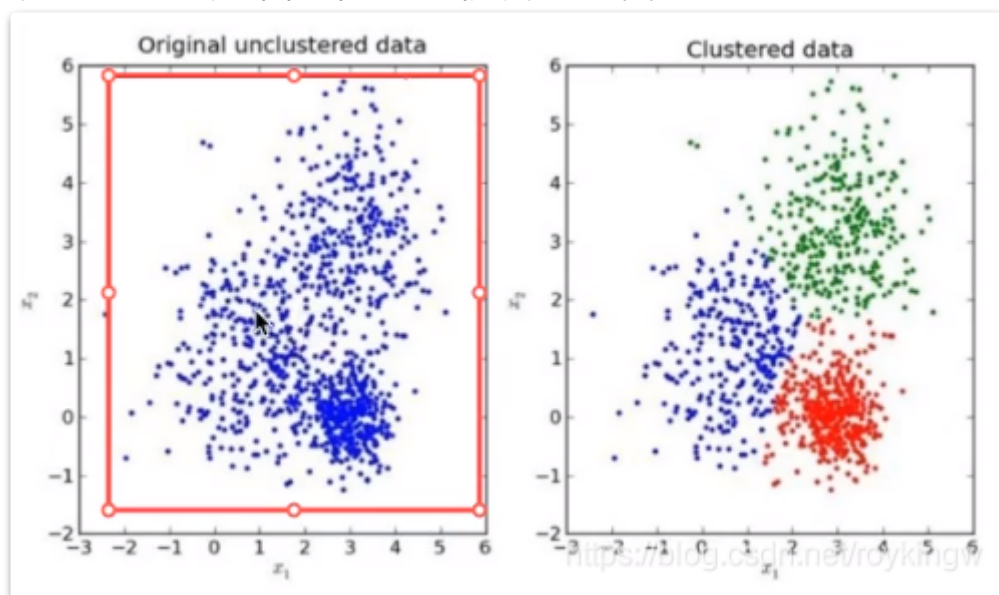 Original unclustered data
6
5
4
3
2
1
0
−1
−2
−3 −2 −1 0 1 2 3 4 5 6
x₁
x₂
Clustered data
6
5
4
3
2
1
0
−1
−2
−3 −2 −1 0 1 2 3 4 5 6
x₁
x₂
https://blog.csdn.net/roykingw